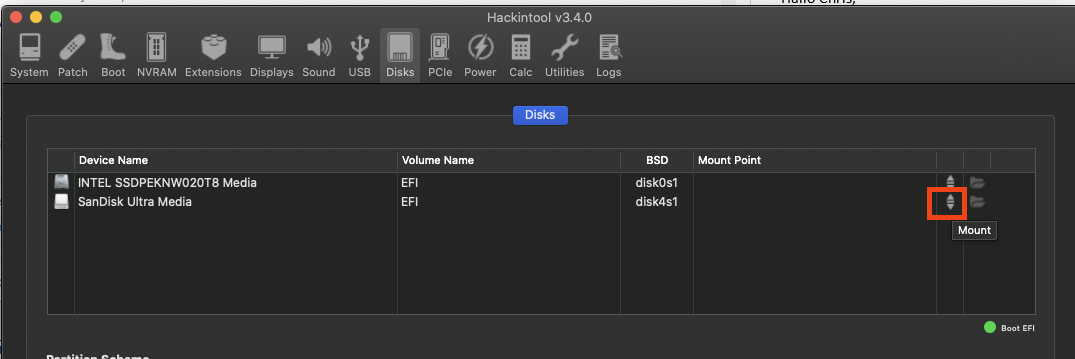 Hallo Chris,
Hackintool v3.4.0
System Patch Boot NVRAM Extensions Displays Sound USB Disks PCIe Power Calc Utilities Logs
Disks
Device Name Volume Name BSD Mount Point
INTEL SSDPEKNW020T8 Media EFI disk0s1
SanDisk Ultra Media EFI disk4s1
Mount
Boot EFI
Partition Scheme